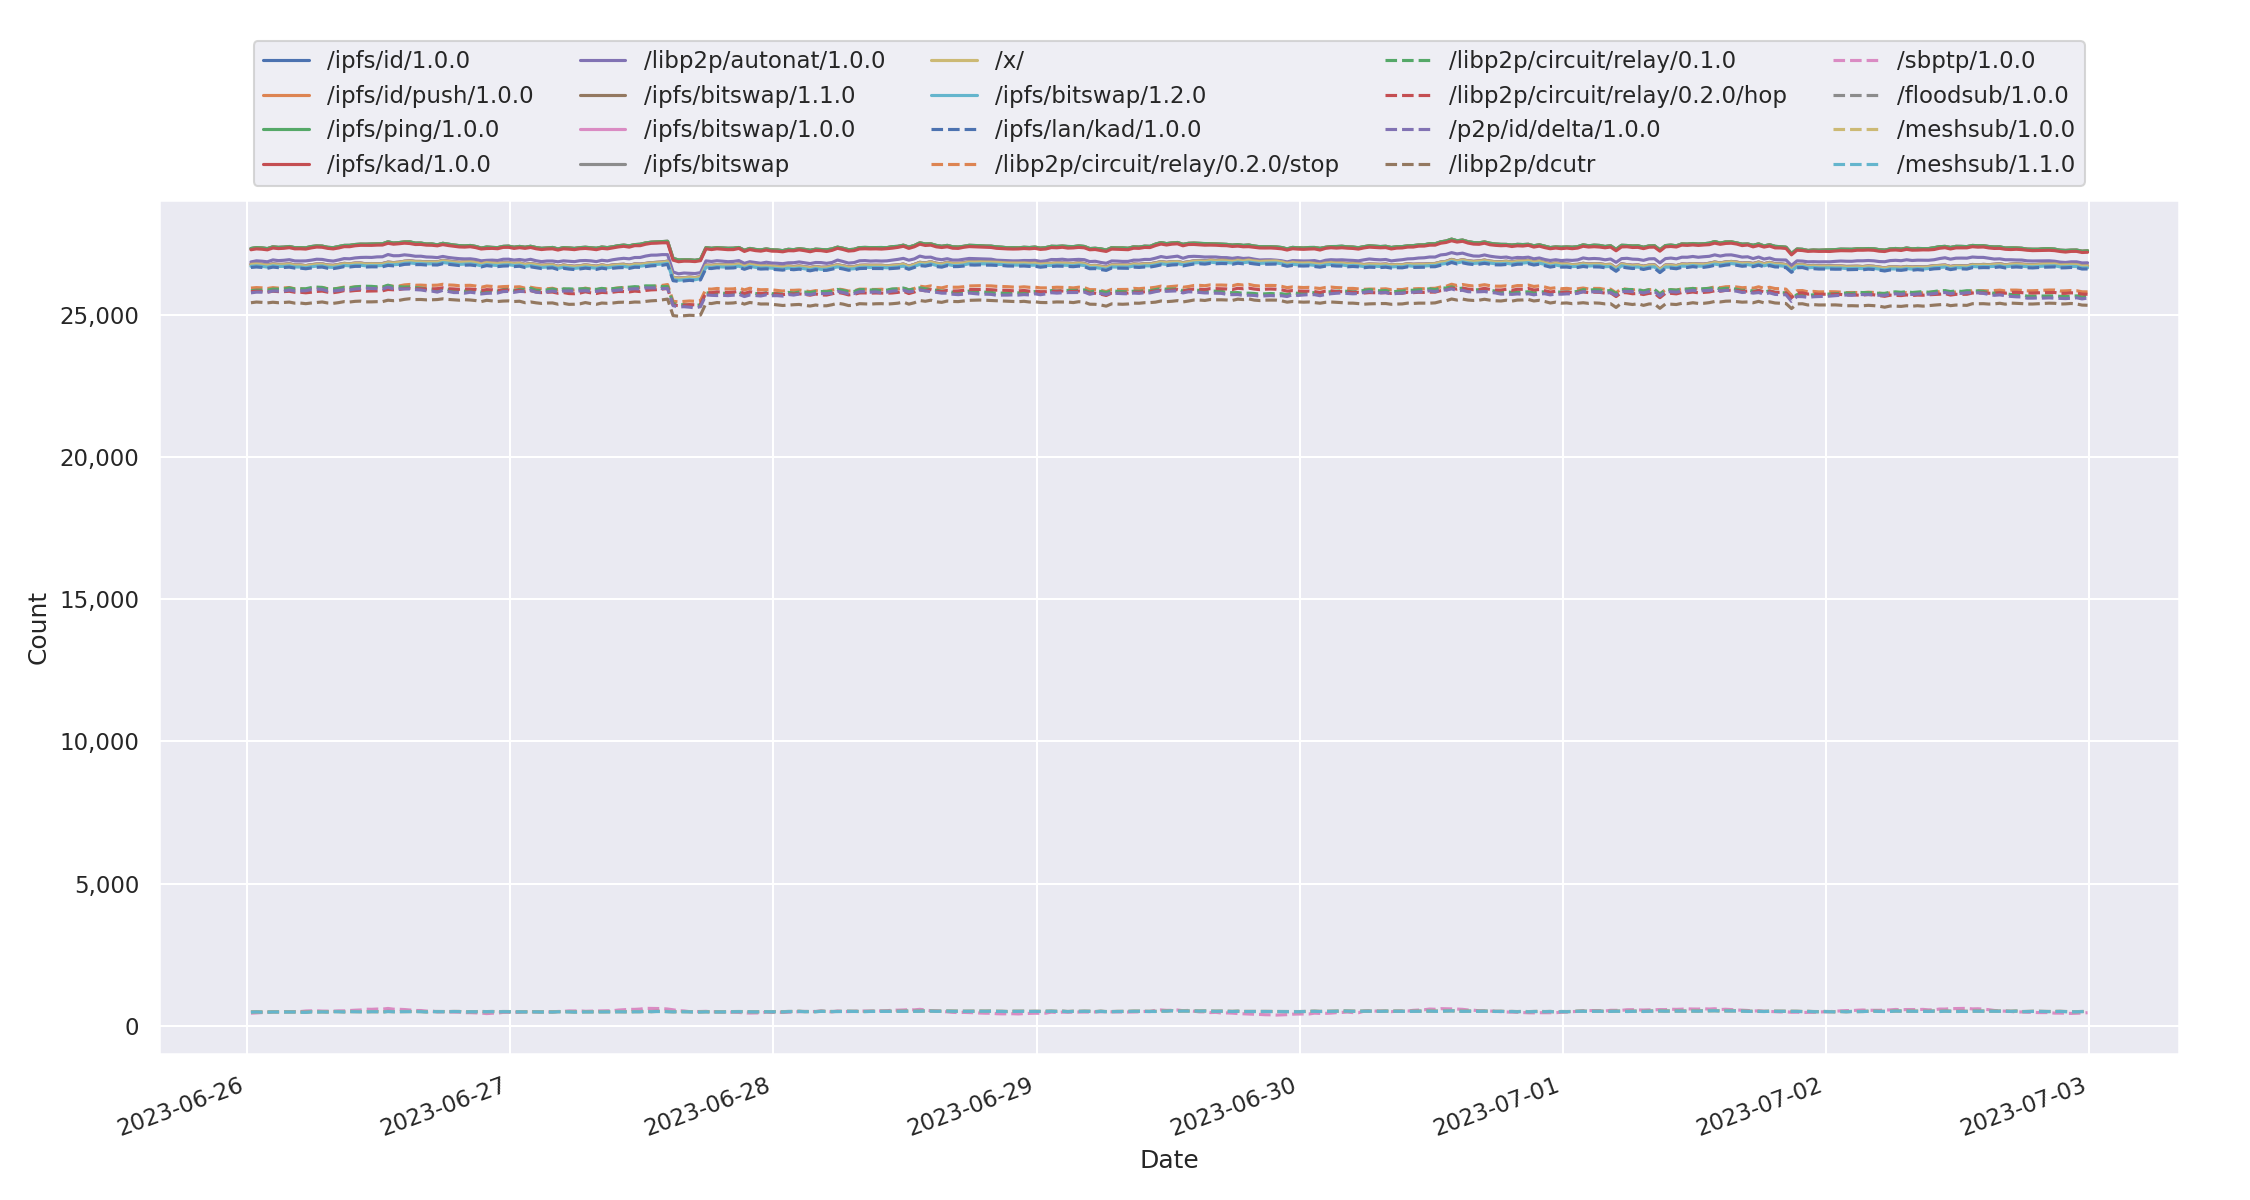 /ipfs/id/1.0.0
/ipfs/id/push/1.0.0
/ipfs/ping/1.0.0
/ipfs/kad/1.0.0
/libp2p/autonat/1.0.0
/ipfs/bitswap/1.1.0
/ipfs/bitswap/1.0.0
/ipfs/bitswap
/x/
/ipfs/bitswap/1.2.0
/ipfs/lan/kad/1.0.0
/libp2p/circuit/relay/0.2.0/stop
/libp2p/circuit/relay/0.1.0
/libp2p/circuit/relay/0.2.0/hop
/p2p/id/delta/1.0.0
/libp2p/dcutr
/sbptp/1.0.0
/floodsub/1.0.0
/meshsub/1.0.0
/meshsub/1.1.0
25,000
20,000
15,000
10,000
5,000
0
Count
2023-06-26
2023-06-27
2023-06-28
2023-06-29
2023-06-30
2023-07-01
2023-07-02
2023-07-03
Date